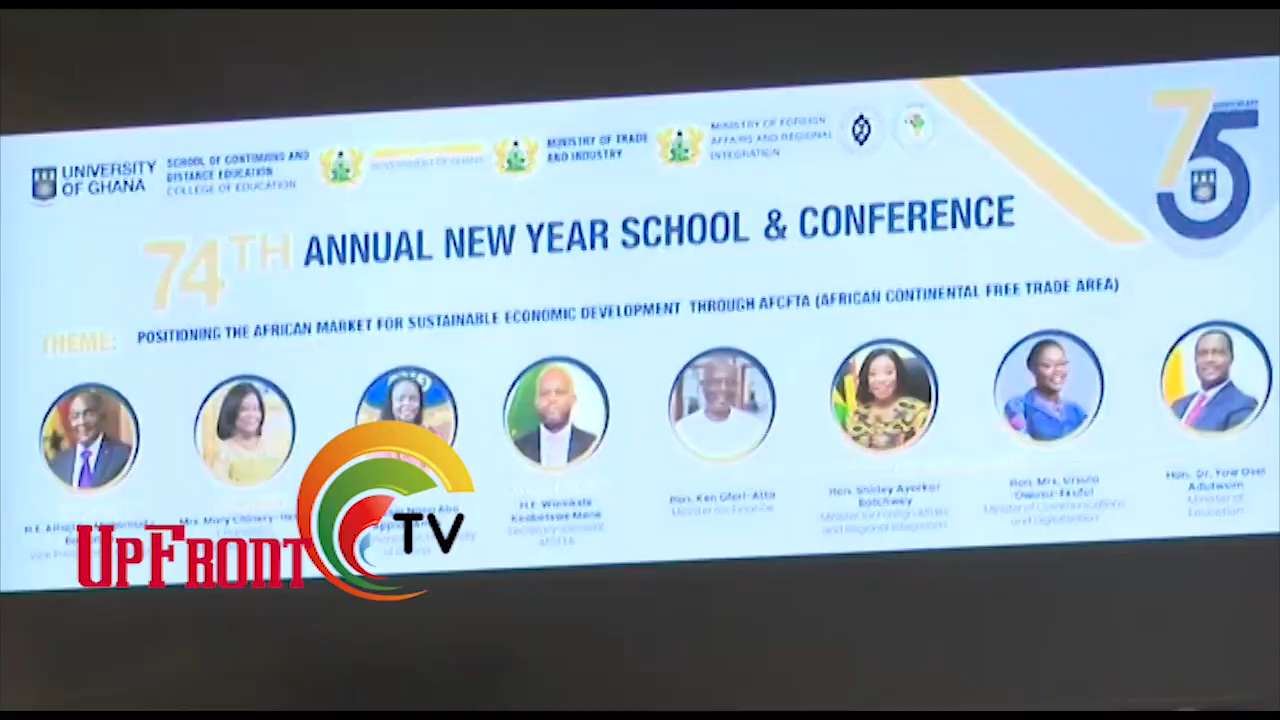 UNIVERSITY
OF GHANA
SCHOOL OF CONTINUING AND
DISTANCE EDUCATION
COLLEGE OF EDUCATION
GOVERNMENT OF GHANA
MINISTRY OF TRADE
AND INDUSTRY
MINISTRY OF FOREIGN
AFFAIRS AND REGIONAL
INTEGRATION
75
74TH ANNUAL NEW YEAR SCHOOL & CONFERENCE
THEME: POSITIONING THE AFRICAN MARKET FOR SUSTAINABLE ECONOMIC DEVELOPMENT THROUGH AFCFTA (AFRICAN CONTINENTAL FREE TRADE AREA)
Hon. Ken Ofori-Atta
Minister for Finance
Hon. Shirley Ayorkor
Botchwey
Minister for Foreign Affairs
and Regional Integration
Hon. Mrs. Ursula
Owusu-Ekuful
Minister of Communications
and Digitalisation
Hon. Dr. Yaw Osei
Adutwum
Minister of
Education
UPFRONT
TV